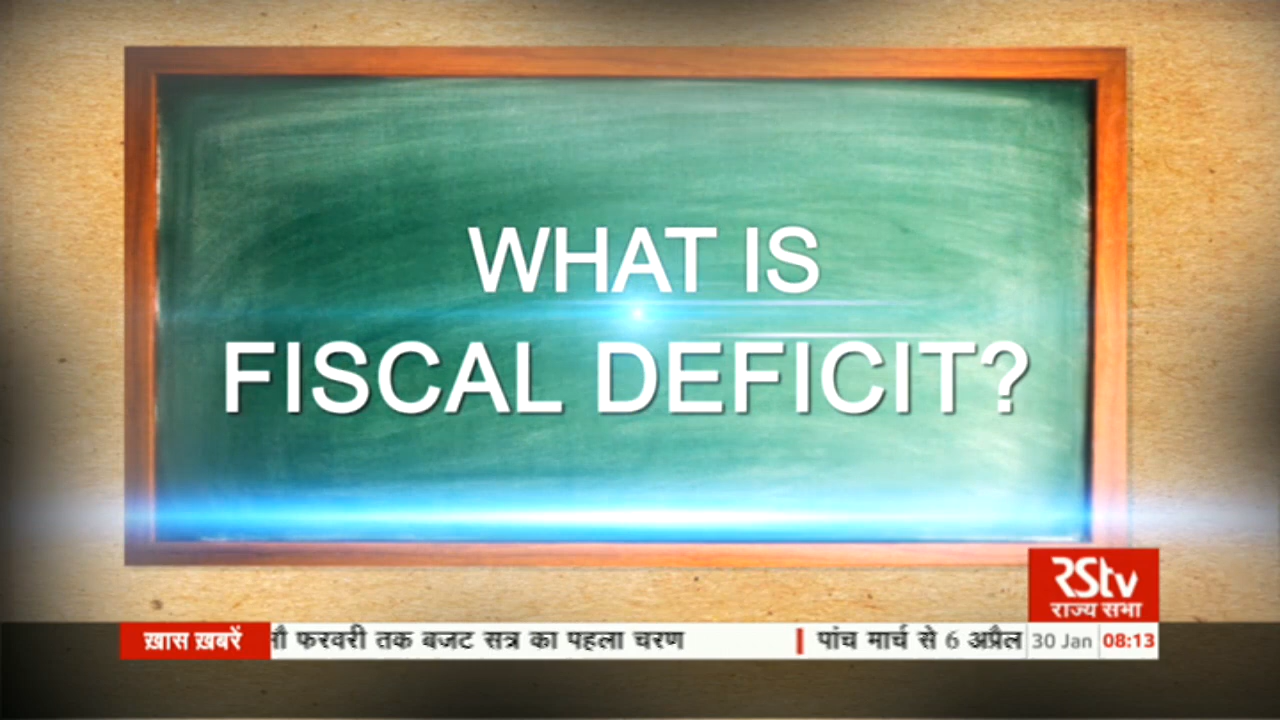 WHAT IS
FISCAL DEFICIT?
RStv
राज्य सभा
ख़ास ख़बरें
फरवरी तक बजट सत्र का पहला चरण | पांच मार्च से 6 अप्रैल
30 Jan
08:13